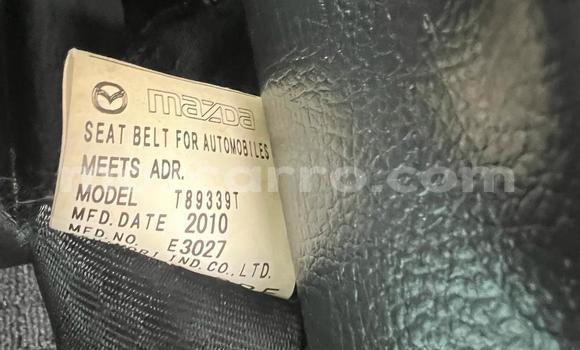 mazda
SEAT BELT FOR AUTOMOBILES
MEETS ADR.
MODEL T89339T
MFD.DATE 2010
MFD.NO. E3027
IND.CO.,LTD.